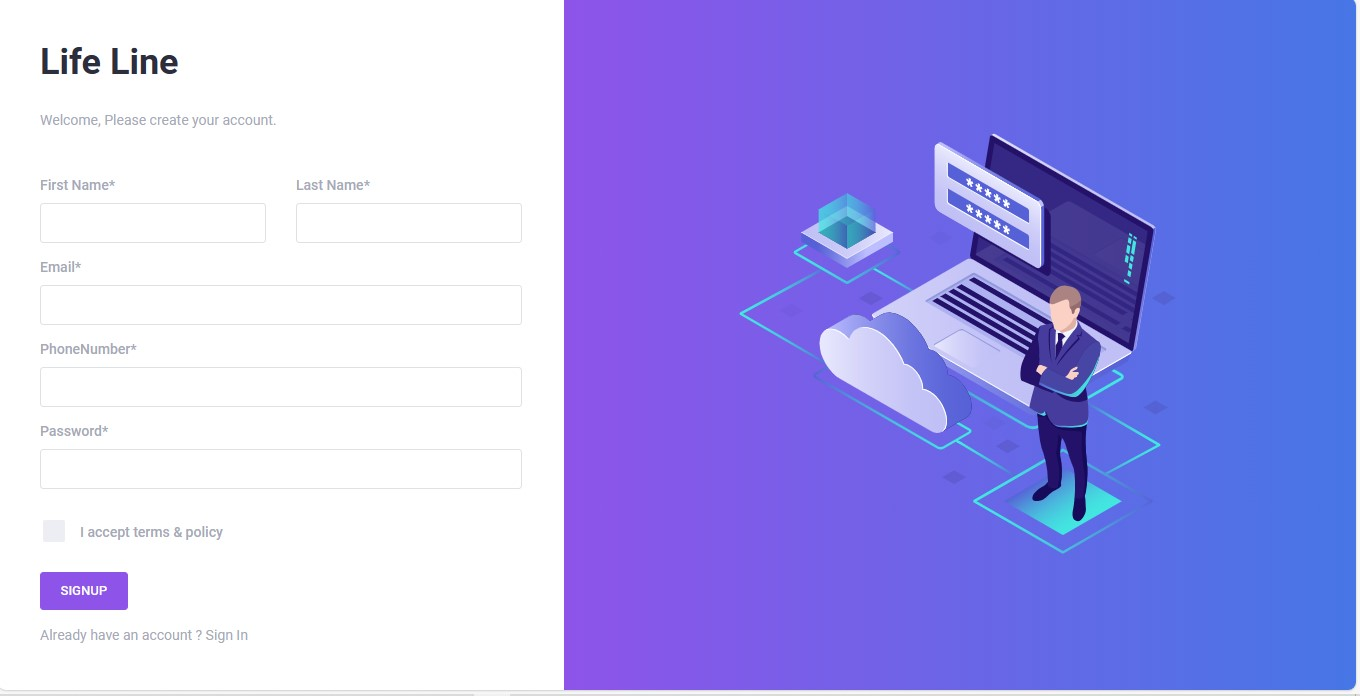 Life Line
Welcome, Please create your account.
First Name* Last Name*
Email*
PhoneNumber*
Password*
I accept terms & policy
SIGNUP
Already have an account ? Sign In
*****
*****